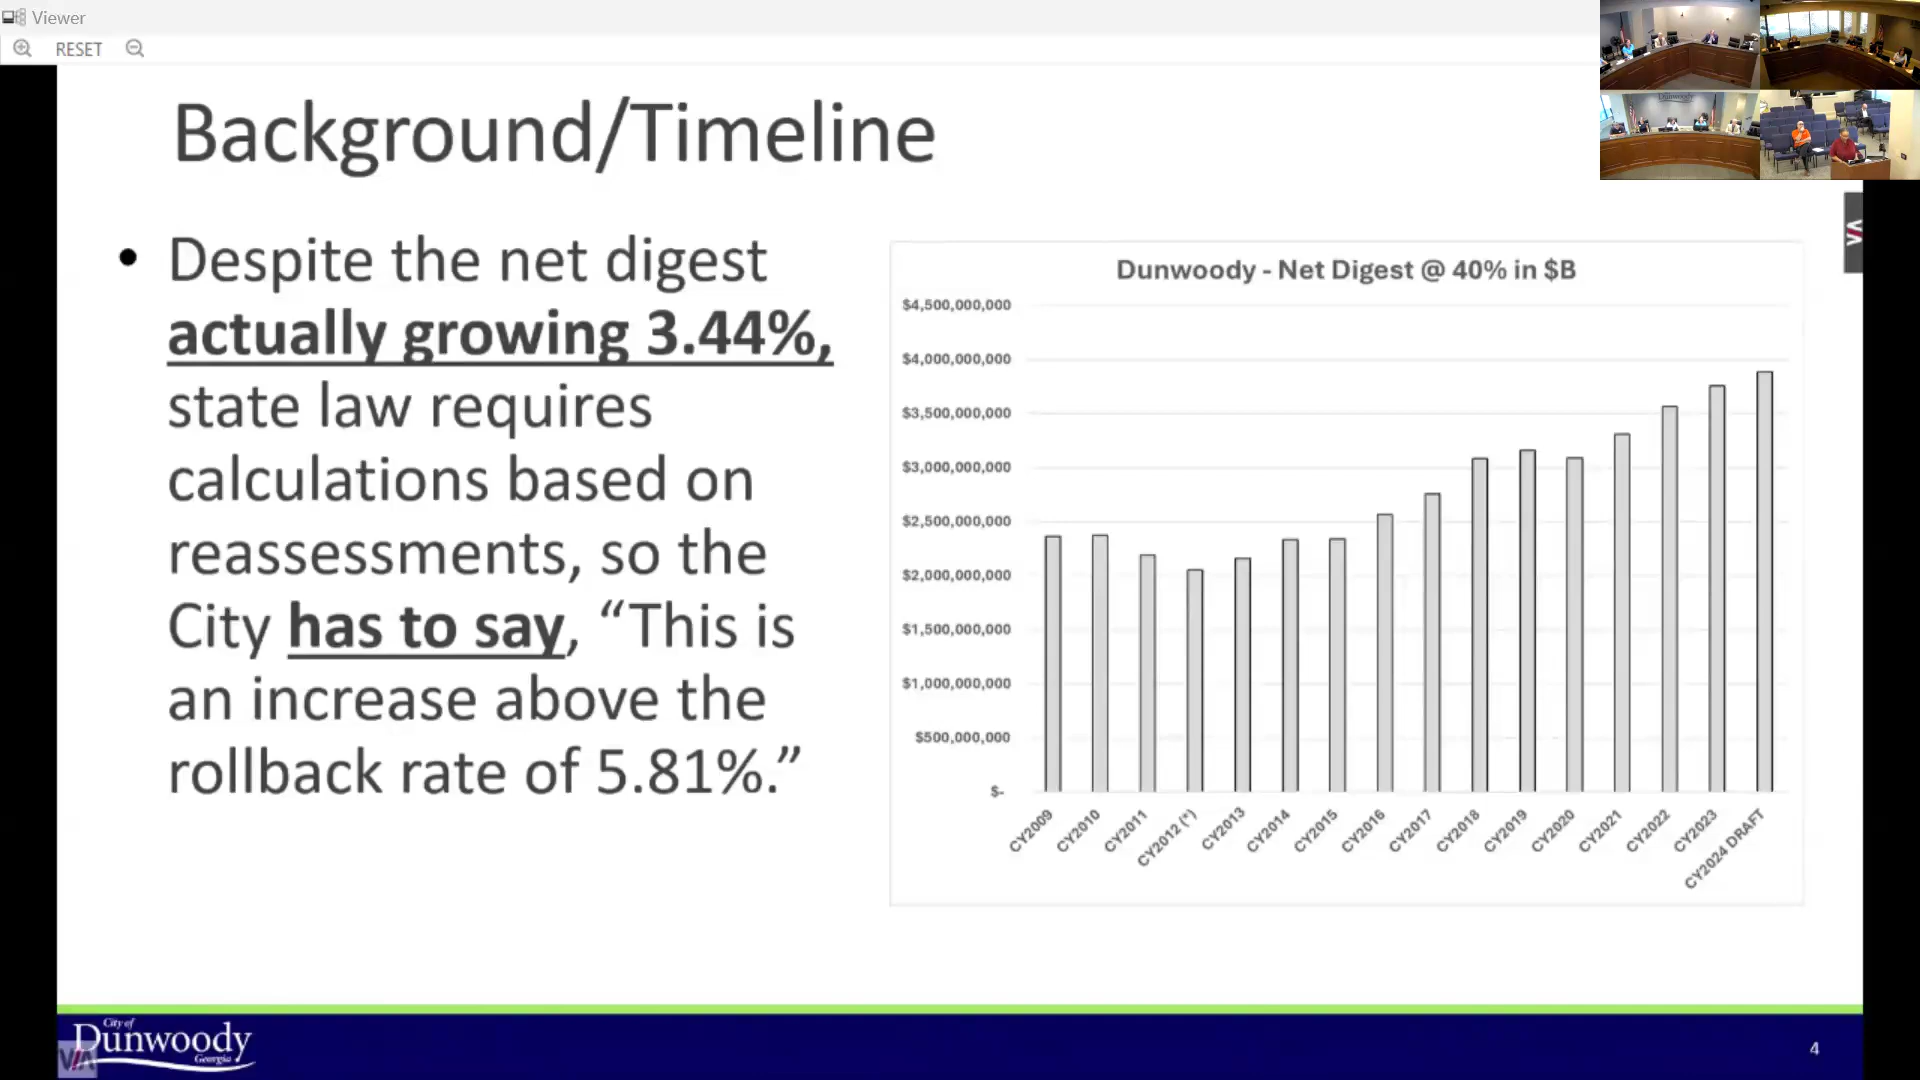 Viewer
RESET
Background/Timeline
• Despite the net digest
actually growing 3.44%,
state law requires
calculations based on
reassessments, so the
City has to say, “This is
an increase above the
rollback rate of 5.81%.”
Dunwoody - Net Digest @ 40% in $B
$4,500,000,000
$4,000,000,000
$3,500,000,000
$3,000,000,000
$2,500,000,000
$2,000,000,000
$1,500,000,000
$1,000,000,000
$500,000,000
$-
CY2009
CY2010
CY2011
CY2012 (*)
CY2013
CY2014
CY2015
CY2016
CY2017
CY2018
CY2019
CY2020
CY2021
CY2022
CY2023
CY2024 DRAFT
City of
Dunwoody
Georgia
VIA
4